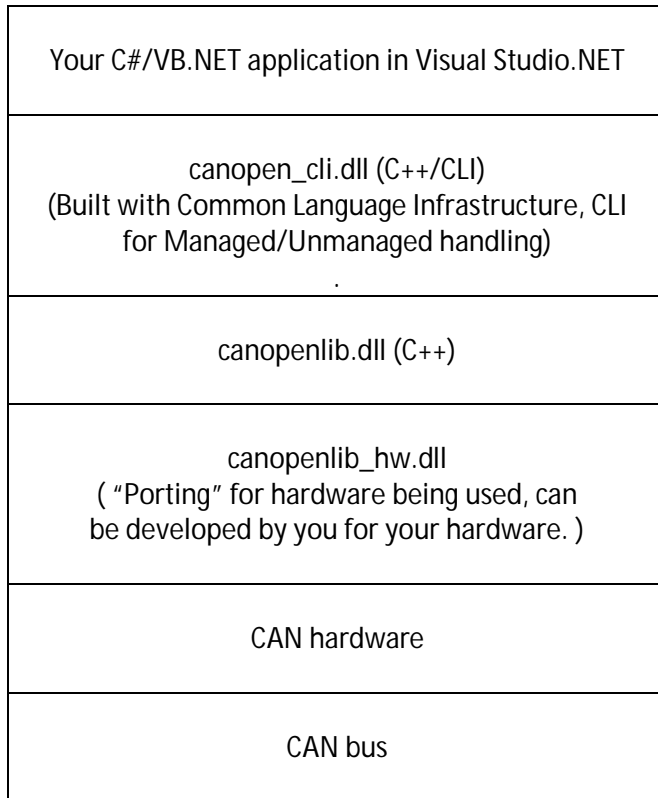 Your C#/VB.NET application in Visual Studio.NET
canopen_cli.dll (C++/CLI)
(Built with Common Language Infrastructure, CLI
for Managed/Unmanaged handling)
.
canopenlib.dll (C++)
canopenlib_hw.dll
( “Porting” for hardware being used, can
be developed by you for your hardware. )
CAN hardware
CAN bus